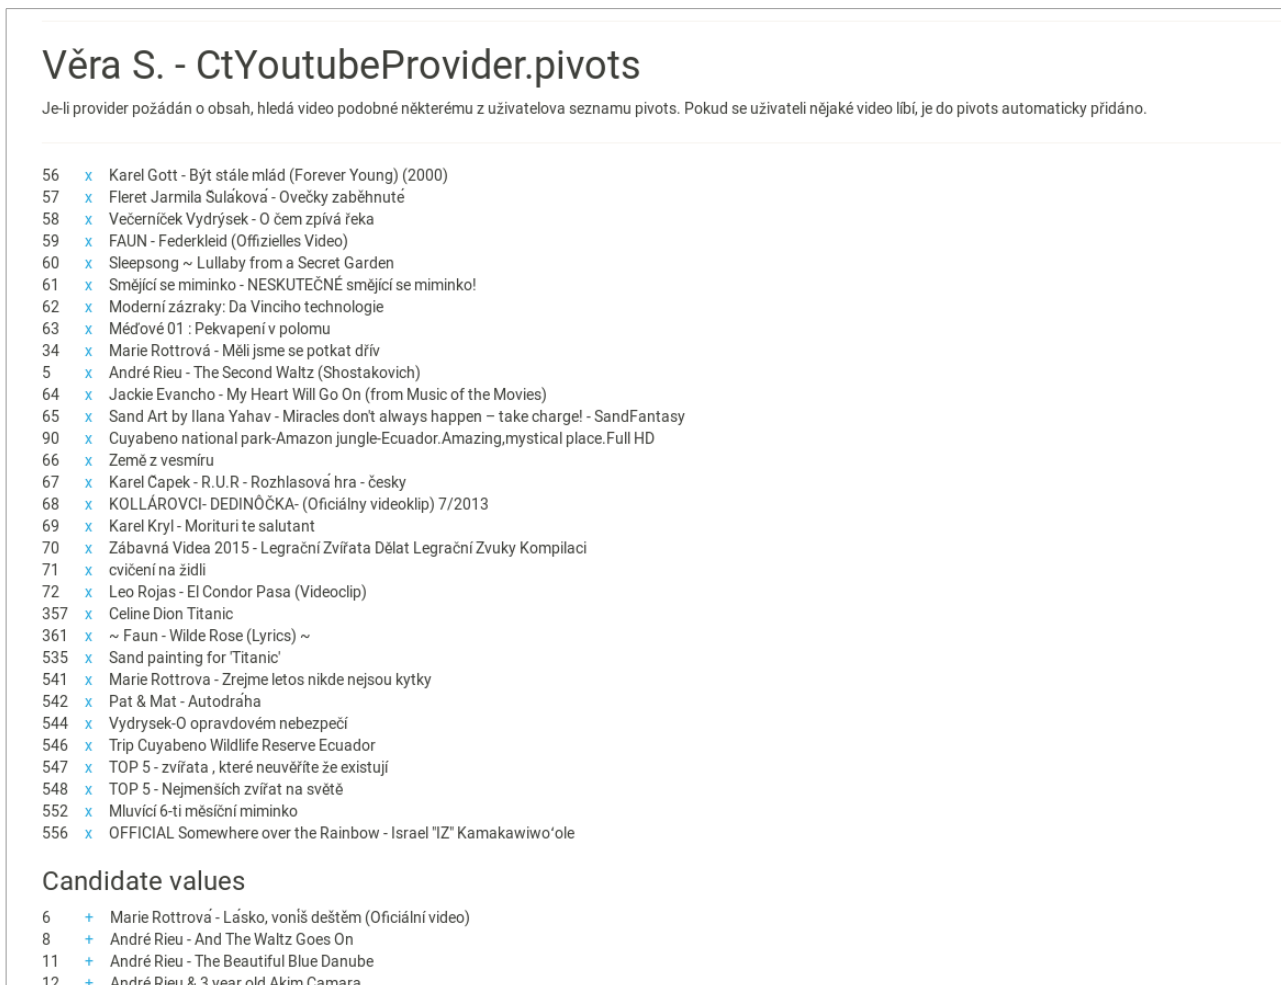 Věra S. - CtYoutubeProvider.pivots
Je-li provider požádán o obsah, hledá video podobné některému z uživatelova seznamu pivots. Pokud se uživateli nějaké video líbí, je do pivots automaticky přidáno.
56 x Karel Gott - Být stále mlád (Forever Young) (2000)
57 x Fleret Jarmila Šuláková - Ovečky zaběhnuté
58 x Večerníček Vydrýsek - O čem zpívá řeka
59 x FAUN - Federkleid (Offizielles Video)
60 x Sleepsong ~ Lullaby from a Secret Garden
61 x Smějící se miminko - NESKUTEČNÉ smějící se miminko!
62 x Moderní zázraky: Da Vinciho technologie
63 x Méďové 01 : Pekvapení v polomu
34 x Marie Rottrová - Měli jsme se potkat dřív
5 x André Rieu - The Second Waltz (Shostakovich)
64 x Jackie Evancho - My Heart Will Go On (from Music of the Movies)
65 x Sand Art by Ilana Yahav - Miracles don't always happen – take charge! - SandFantasy
90 x Cuyabeno national park-Amazon jungle-Ecuador.Amazing,mystical place.Full HD
66 x Země z vesmíru
67 x Karel Čapek - R.U.R - Rozhlasová hra - česky
68 x KOLLÁROVCI- DEDINÔČKA- (Oficiálny videoklip) 7/2013
69 x Karel Kryl - Morituri te salutant
70 x Zábavná Videa 2015 - Legrační Zvířata Dělat Legrační Zvuky Kompilaci
71 x cvičení na židli
72 x Leo Rojas - El Condor Pasa (Videoclip)
357 x Celine Dion Titanic
361 x ~ Faun - Wilde Rose (Lyrics) ~
535 x Sand painting for 'Titanic'
541 x Marie Rottrova - Zrejme letos nikde nejsou kytky
542 x Pat & Mat - Autodráha
544 x Vydrysek-O opravdovém nebezpečí
546 x Trip Cuyabeno Wildlife Reserve Ecuador
547 x TOP 5 - zvířata , které neuvěříte že existují
548 x TOP 5 - Nejmenších zvířat na světě
552 x Mluvící 6-ti měsíční miminko
556 x OFFICIAL Somewhere over the Rainbow - Israel "IZ" Kamakawiwoʻole
Candidate values
6 + Marie Rottrová - Lásko, voníš deštěm (Oficiální video)
8 + André Rieu - And The Waltz Goes On
11 + André Rieu - The Beautiful Blue Danube
12 + André Rieu & 3 year old Akim Camara